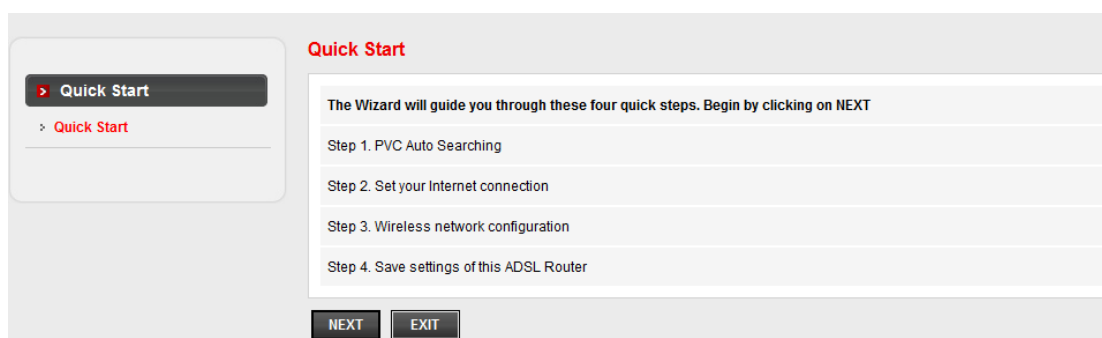 Quick Start
Quick Start
Quick Start
The Wizard will guide you through these four quick steps. Begin by clicking on NEXT
Step 1. PVC Auto Searching
Step 2. Set your Internet connection
Step 3. Wireless network configuration
Step 4. Save settings of this ADSL Router
NEXT EXIT